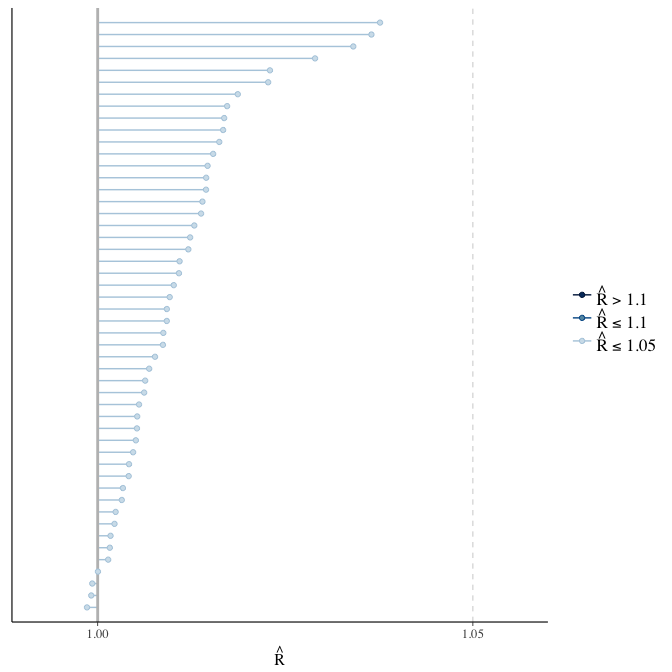 R̂ > 1.1
R̂ ≤ 1.1
R̂ ≤ 1.05
1.00 1.05
R̂